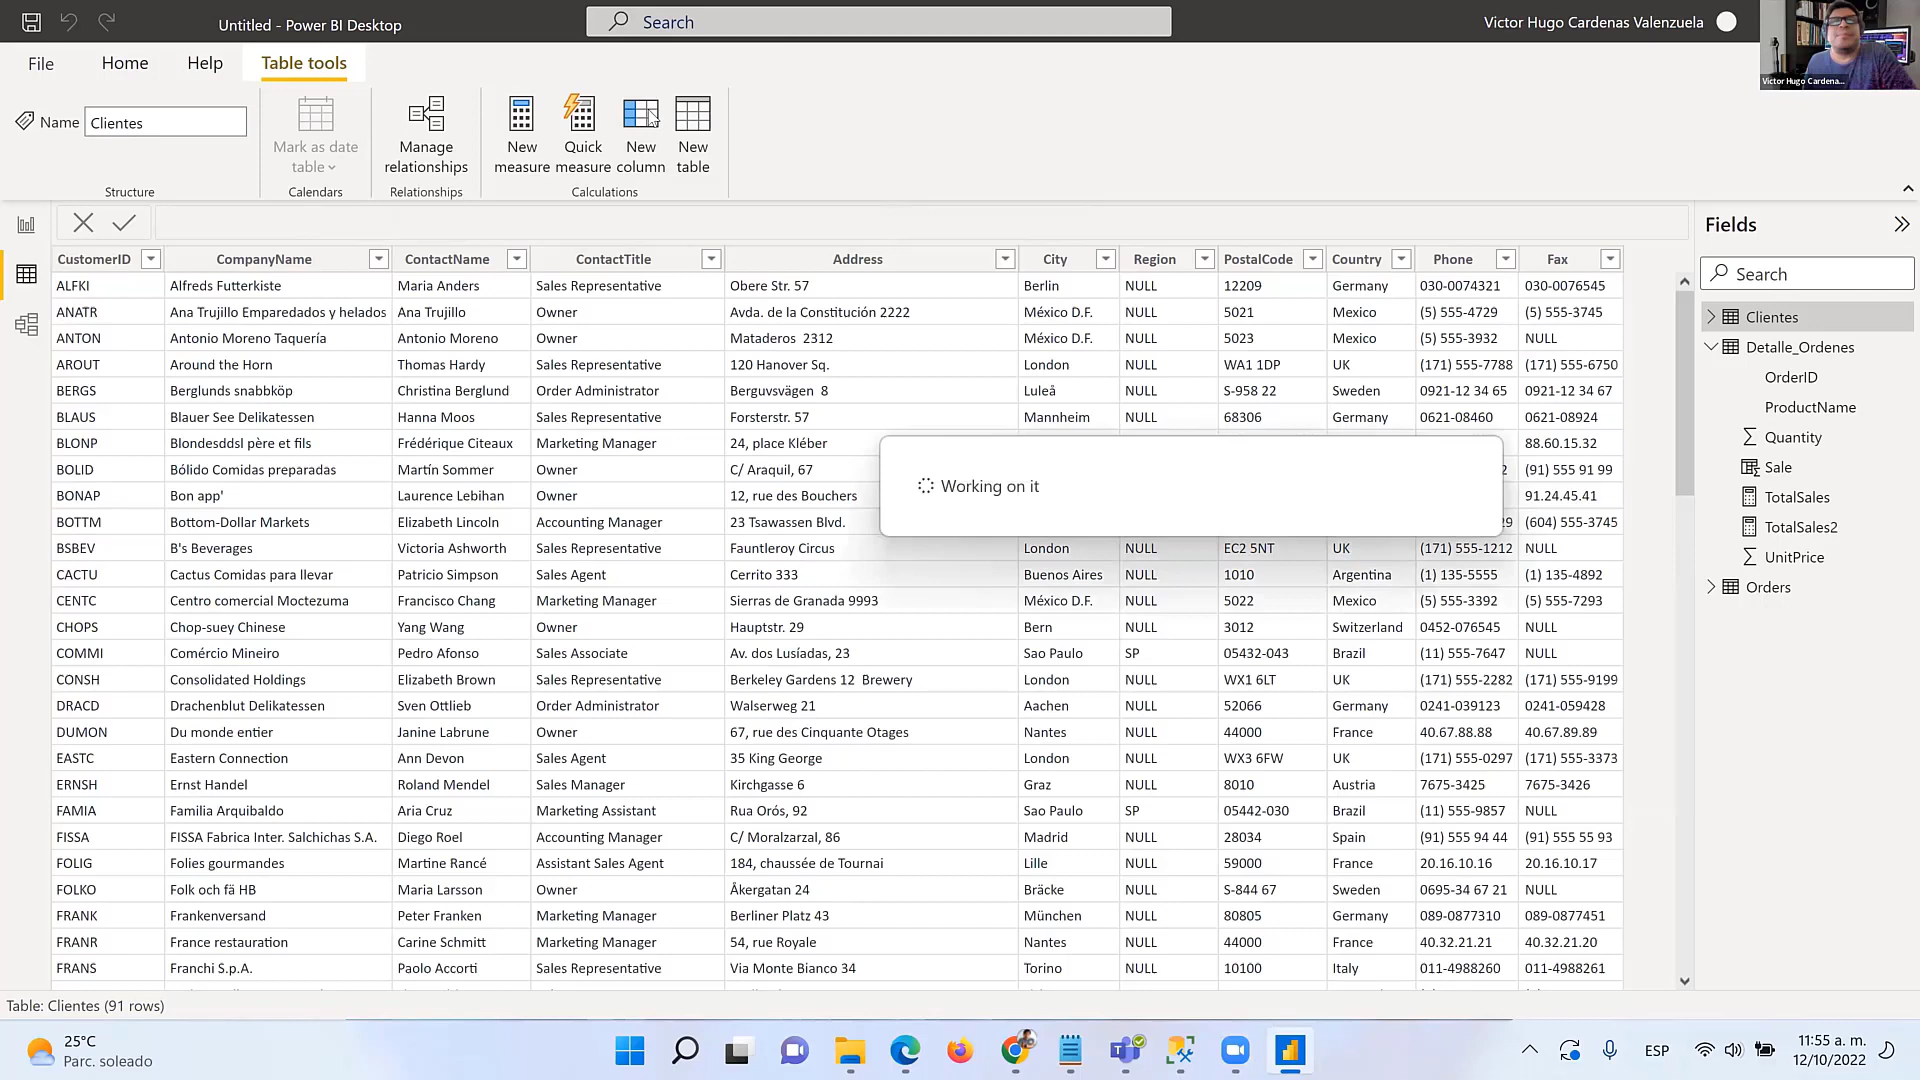 Untitled - Power BI Desktop
Search
Victor Hugo Cardenas Valenzuela
Victor Hugo Cardena...
File Home Help Table tools
Name Clientes
Mark as date table
Manage relationships
New measure
Quick measure
New column
New table
Structure Calendars Relationships Calculations
CustomerID CompanyName ContactName ContactTitle Address City Region PostalCode Country Phone Fax
ALFKI Alfreds Futterkiste Maria Anders Sales Representative Obere Str. 57 Berlin NULL 12209 Germany 030-0074321 030-0076545
ANATR Ana Trujillo Emparedados y helados Ana Trujillo Owner Avda. de la Constitución 2222 México D.F. NULL 5021 Mexico (5) 555-4729 (5) 555-3745
ANTON Antonio Moreno Taquería Antonio Moreno Owner Mataderos 2312 México D.F. NULL 5023 Mexico (5) 555-3932 NULL
AROUT Around the Horn Thomas Hardy Sales Representative 120 Hanover Sq. London NULL WA1 1DP UK (171) 555-7788 (171) 555-6750
BERGS Berglunds snabbköp Christina Berglund Order Administrator Berguvsvägen 8 Luleå NULL S-958 22 Sweden 0921-12 34 65 0921-12 34 67
BLAUS Blauer See Delikatessen Hanna Moos Sales Representative Forsterstr. 57 Mannheim NULL 68306 Germany 0621-08460 0621-08924
BLONP Blondesddsl père et fils Frédérique Citeaux Marketing Manager 24, place Kléber 88.60.15.32
BOLID Bólido Comidas preparadas Martín Sommer Owner C/ Araquil, 67 2 (91) 555 91 99
BONAP Bon app' Laurence Lebihan Owner 12, rue des Bouchers 91.24.45.41
BOTTM Bottom-Dollar Markets Elizabeth Lincoln Accounting Manager 23 Tsawassen Blvd. 29 (604) 555-3745
Working on it
BSBEV B's Beverages Victoria Ashworth Sales Representative Fauntleroy Circus London NULL EC2 5NT UK (171) 555-1212 NULL
CACTU Cactus Comidas para llevar Patricio Simpson Sales Agent Cerrito 333 Buenos Aires NULL 1010 Argentina (1) 135-5555 (1) 135-4892
CENTC Centro comercial Moctezuma Francisco Chang Marketing Manager Sierras de Granada 9993 México D.F. NULL 5022 Mexico (5) 555-3392 (5) 555-7293
CHOPS Chop-suey Chinese Yang Wang Owner Hauptstr. 29 Bern NULL 3012 Switzerland 0452-076545 NULL
COMMI Comércio Mineiro Pedro Afonso Sales Associate Av. dos Lusíadas, 23 Sao Paulo SP 05432-043 Brazil (11) 555-7647 NULL
CONSH Consolidated Holdings Elizabeth Brown Sales Representative Berkeley Gardens 12 Brewery London NULL WX1 6LT UK (171) 555-2282 (171) 555-9199
DRACD Drachenblut Delikatessen Sven Ottlieb Order Administrator Walserweg 21 Aachen NULL 52066 Germany 0241-039123 0241-059428
DUMON Du monde entier Janine Labrune Owner 67, rue des Cinquante Otages Nantes NULL 44000 France 40.67.88.88 40.67.89.89
EASTC Eastern Connection Ann Devon Sales Agent 35 King George London NULL WX3 6FW UK (171) 555-0297 (171) 555-3373
ERNSH Ernst Handel Roland Mendel Sales Manager Kirchgasse 6 Graz NULL 8010 Austria 7675-3425 7675-3426
FAMIA Familia Arquibaldo Aria Cruz Marketing Assistant Rua Orós, 92 Sao Paulo SP 05442-030 Brazil (11) 555-9857 NULL
FISSA FISSA Fabrica Inter. Salchichas S.A. Diego Roel Accounting Manager C/ Moralzarzal, 86 Madrid NULL 28034 Spain (91) 555 94 44 (91) 555 55 93
FOLIG Folies gourmandes Martine Rancé Assistant Sales Agent 184, chaussée de Tournai Lille NULL 59000 France 20.16.10.16 20.16.10.17
FOLKO Folk och fä HB Maria Larsson Owner Åkergatan 24 Bräcke NULL S-844 67 Sweden 0695-34 67 21 NULL
FRANK Frankenversand Peter Franken Marketing Manager Berliner Platz 43 München NULL 80805 Germany 089-0877310 089-0877451
FRANR France restauration Carine Schmitt Marketing Manager 54, rue Royale Nantes NULL 44000 France 40.32.21.21 40.32.21.20
FRANS Franchi S.p.A. Paolo Accorti Sales Representative Via Monte Bianco 34 Torino NULL 10100 Italy 011-4988260 011-4988261
Fields
Search
Clientes
Detalle_Ordenes
OrderID
ProductName
Quantity
Sale
TotalSales
TotalSales2
UnitPrice
Orders
Table: Clientes (91 rows)
25°C
Parc. soleado
ESP
11:55 a. m.
12/10/2022